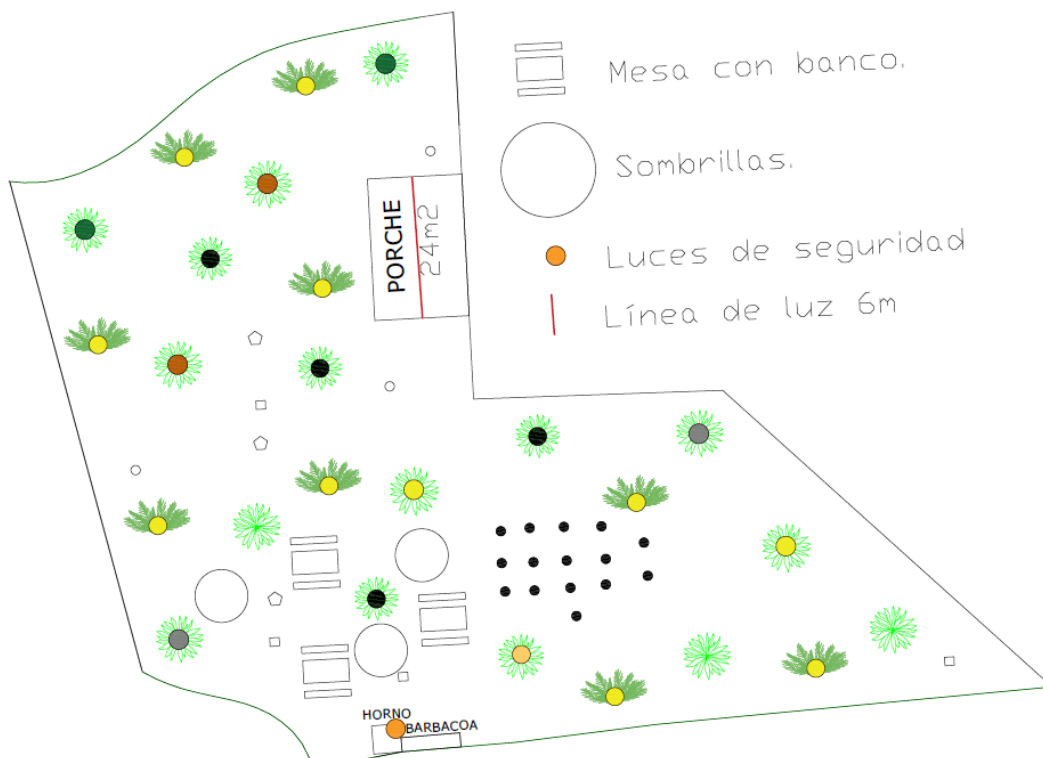 Mesa con banco.
Sombrillas.
PORCHE
24m2
Luces de seguridad
Línea de luz 6m
HORNO
BARBACOA